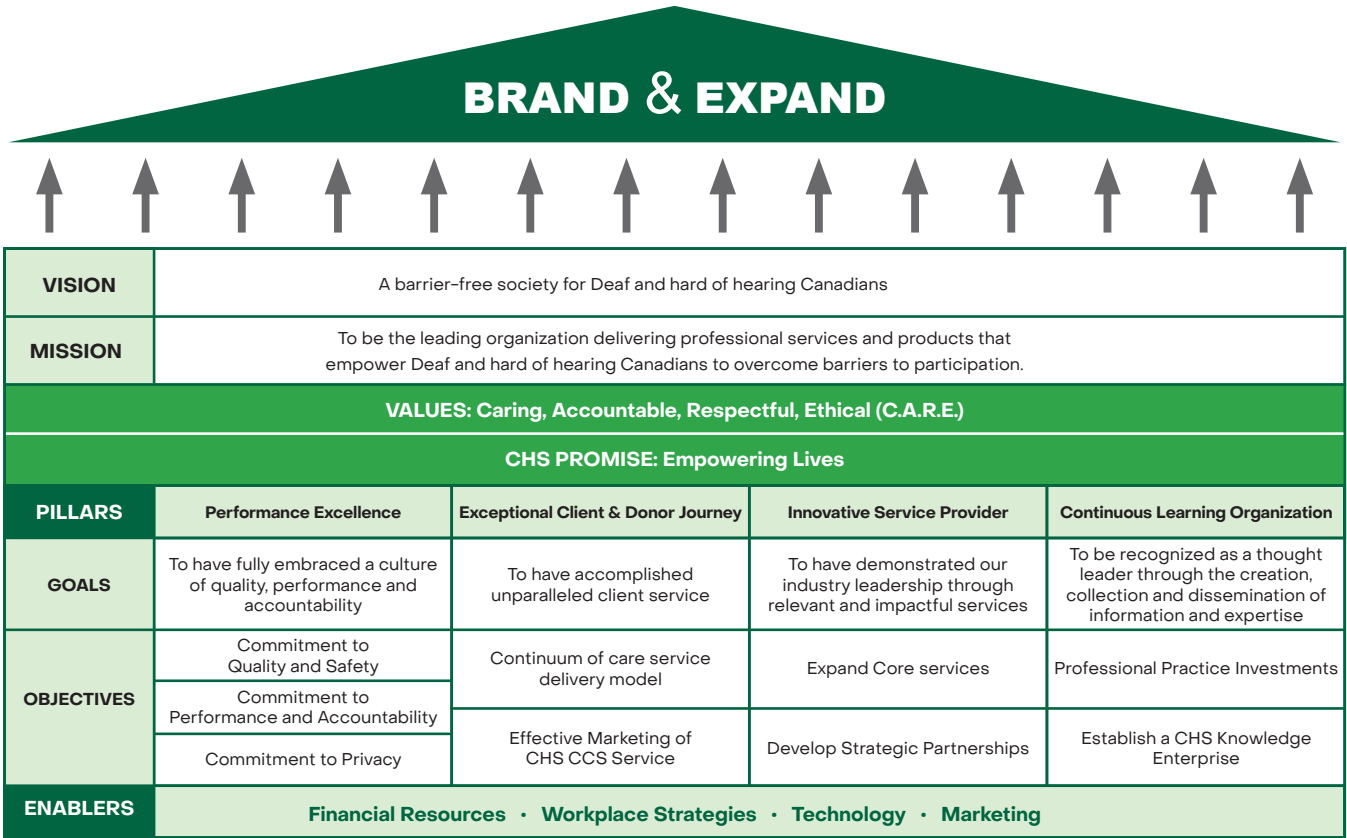 BRAND & EXPAND
VISION
A barrier-free society for Deaf and hard of hearing Canadians
MISSION
To be the leading organization delivering professional services and products that
empower Deaf and hard of hearing Canadians to overcome barriers to participation.
VALUES: Caring, Accountable, Respectful, Ethical (C.A.R.E.)
CHS PROMISE: Empowering Lives
PILLARS
Performance Excellence
Exceptional Client & Donor Journey
Innovative Service Provider
Continuous Learning Organization
GOALS
To have fully embraced a culture
of quality, performance and
accountability
To have accomplished
unparalleled client service
To have demonstrated our
industry leadership through
relevant and impactful services
To be recognized as a thought
leader through the creation,
collection and dissemination of
information and expertise
OBJECTIVES
Commitment to
Quality and Safety
Commitment to
Performance and Accountability
Commitment to Privacy
Continuum of care service
delivery model
Effective Marketing of
CHS CCS Service
Expand Core services
Develop Strategic Partnerships
Professional Practice Investments
Establish a CHS Knowledge
Enterprise
ENABLERS
Financial Resources • Workplace Strategies • Technology • Marketing